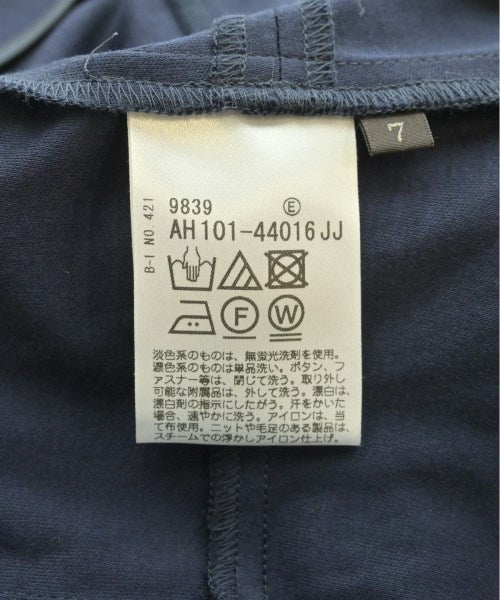 7
B-I NO. 421
9839 E
AH101-44016JJ
F W
淡色系のものは、無蛍光洗剤を使用。
濃色系のものは単品洗い。ボタン、フ
ァスナー等は、閉じて洗う。取り外し
可能な附属品は、外して洗う。漂白は、
漂白剤の指示にしたがう。汗をかいた
場合、速やかに洗う。アイロンは、当
て布使用。ニットや毛足のある製品は、
スチームでの浮かしアイロン仕上げ。